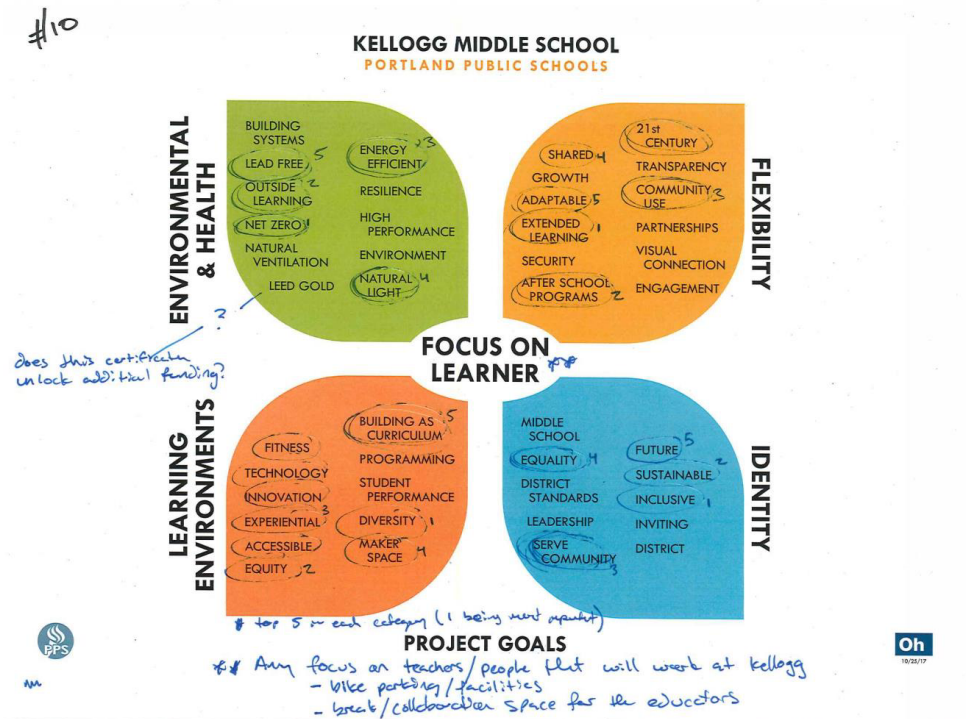 #10
KELLOGG MIDDLE SCHOOL
PORTLAND PUBLIC SCHOOLS
ENVIRONMENTAL
& HEALTH
BUILDING
SYSTEMS
LEAD FREE 5
OUTSIDE 2
LEARNING
NET ZERO 1
NATURAL
VENTILATION
LEED GOLD
ENERGY 3
EFFICIENT
RESILIENCE
HIGH
PERFORMANCE
ENVIRONMENT
NATURAL 4
LIGHT
?
does this certification
unlock additional funding?
FLEXIBILITY
SHARED 4
GROWTH
ADAPTABLE 5
EXTENDED 1
LEARNING
SECURITY
AFTER SCHOOL
PROGRAMS 2
21st
CENTURY
TRANSPARENCY
COMMUNITY
USE 3
PARTNERSHIPS
VISUAL
CONNECTION
ENGAGEMENT
FOCUS ON
LEARNER **
LEARNING
ENVIRONMENTS
FITNESS
TECHNOLOGY
INNOVATION
3
EXPERIENTIAL
ACCESSIBLE
EQUITY 2
BUILDING AS 5
CURRICULUM
PROGRAMMING
STUDENT
PERFORMANCE
DIVERSITY 1
MAKER
SPACE 4
IDENTITY
MIDDLE
SCHOOL
EQUALITY 4
DISTRICT
STANDARDS
LEADERSHIP
SERVE
COMMUNITY 3
FUTURE 5
SUSTAINABLE 2
INCLUSIVE 1
INVITING
DISTRICT
* top 5 in each category (1 being most important)
PROJECT GOALS
** Any focus on teachers/people that will work at kellogg
- bike parking/facilities
- break/collaboration space for the educators
PPS
Oh
10/25/17